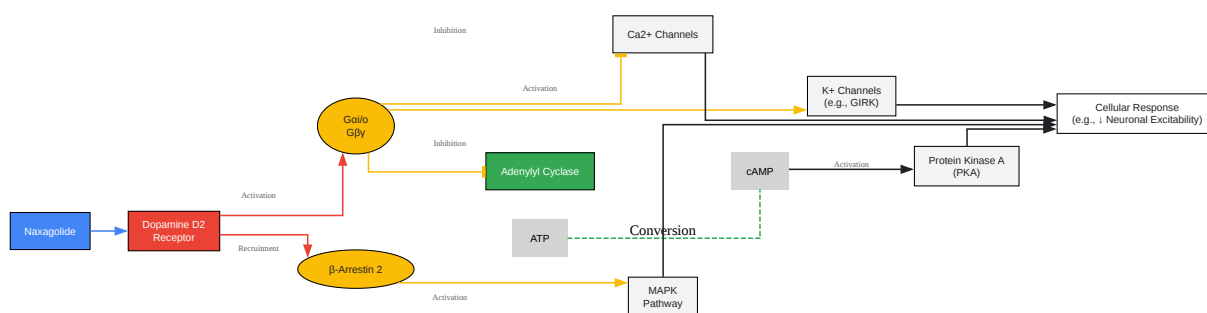 Inhibition
Ca2+ Channels
Activation
K+ Channels
(e.g., GIRK)
Cellular Response
(e.g., ↓ Neuronal Excitability)
Gαi/o
Gβγ
Inhibition
Adenylyl Cyclase
cAMP
Activation
Protein Kinase A
(PKA)
Activation
Naxagolide
Dopamine D2
Receptor
Recruitment
ATP
Conversion
β-Arrestin 2
Activation
MAPK
Pathway